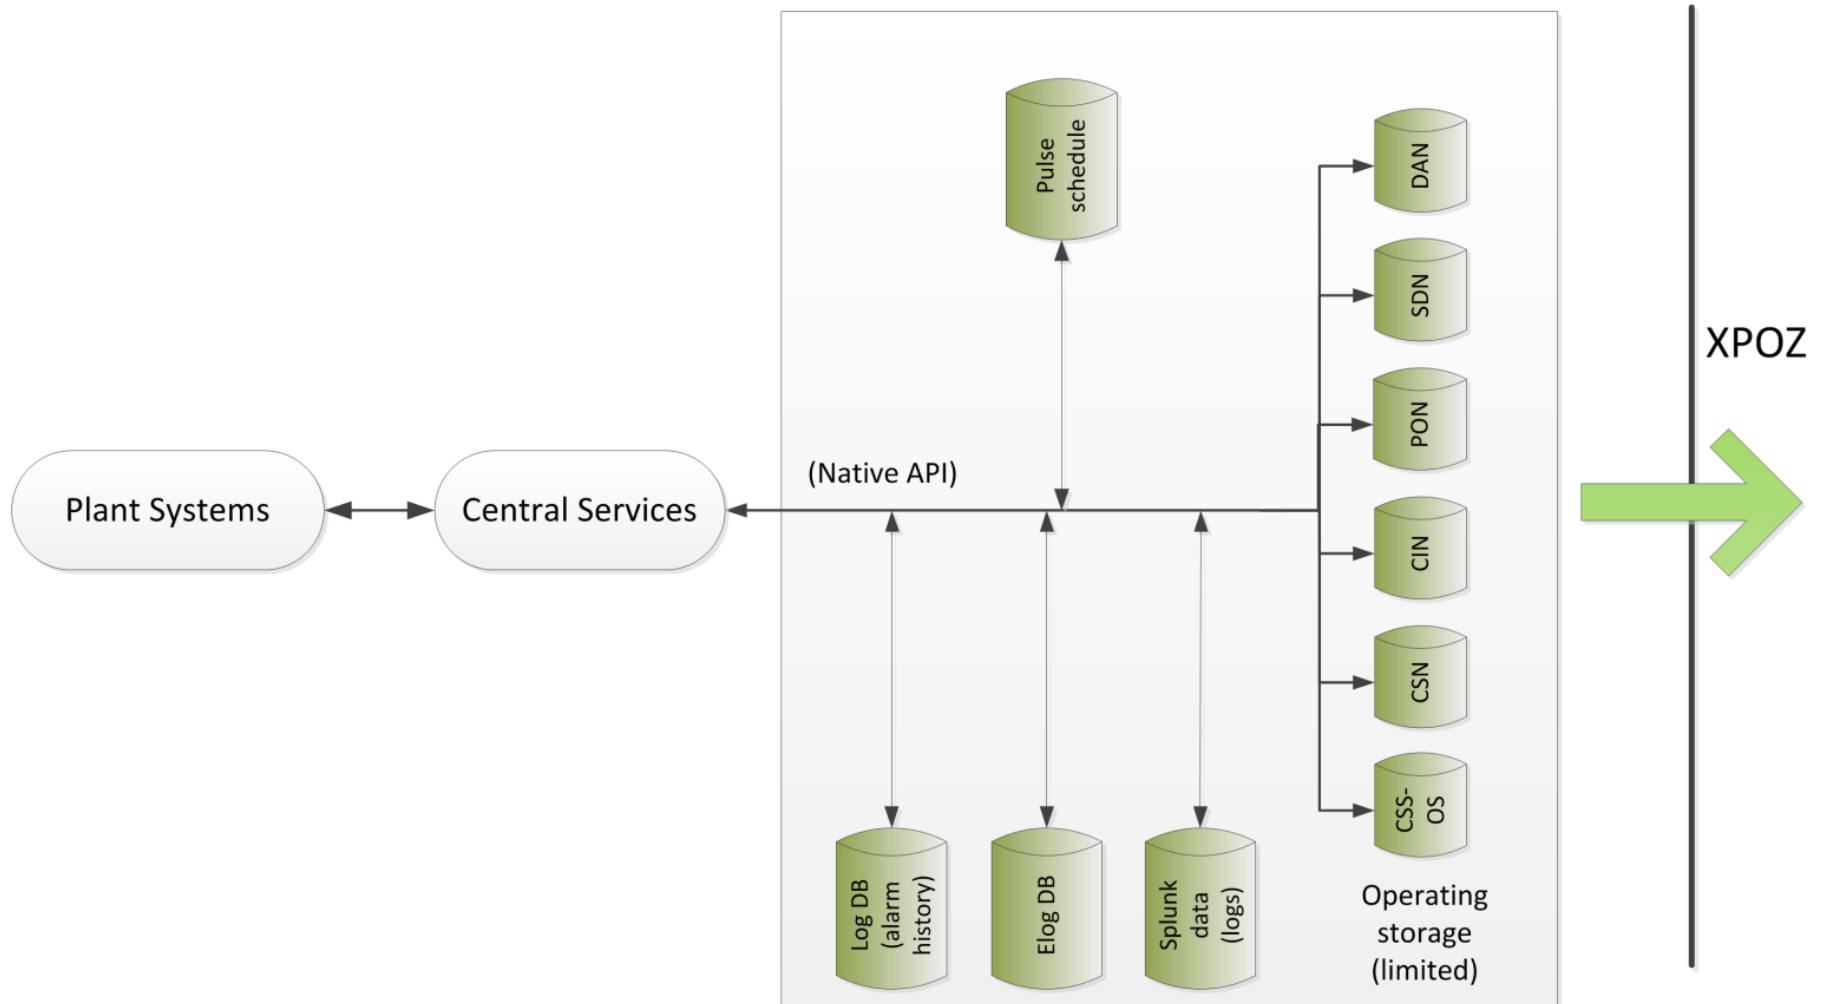 Pulse
schedule
DAN
SDN
XPOZ
PON
(Native API)
Plant Systems
Central Services
CIN
CSN
CSS-
OS
Log DB
(alarm
history)
Elog DB
Splunk
data
(logs)
Operating
storage
(limited)